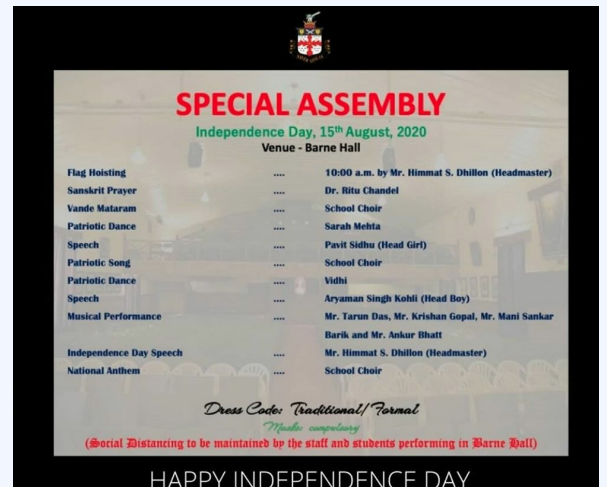 SPECIAL ASSEMBLY
Independence Day, 15th August, 2020
Venue - Barne Hall
Flag Hoisting .... 10:00 a.m. by Mr. Himmat S. Dhillon (Headmaster)
Sanskrit Prayer .... Dr. Ritu Chandel
Vande Mataram .... School Choir
Patriotic Dance .... Sarah Mehta
Speech .... Pavit Sidhu (Head Girl)
Patriotic Song .... School Choir
Patriotic Dance .... Vidhi
Speech .... Aryaman Singh Kohli (Head Boy)
Musical Performance .... Mr. Tarun Das, Mr. Krishan Gopal, Mr. Mani Sankar
Barik and Mr. Ankur Bhatt
Independence Day Speech .... Mr. Himmat S. Dhillon (Headmaster)
National Anthem .... School Choir
Dress Code: Traditional/Formal
Masks: compulsory
(Social Distancing to be maintained by the staff and students performing in Barne Hall)
HAPPY INDEPENDENCE DAY